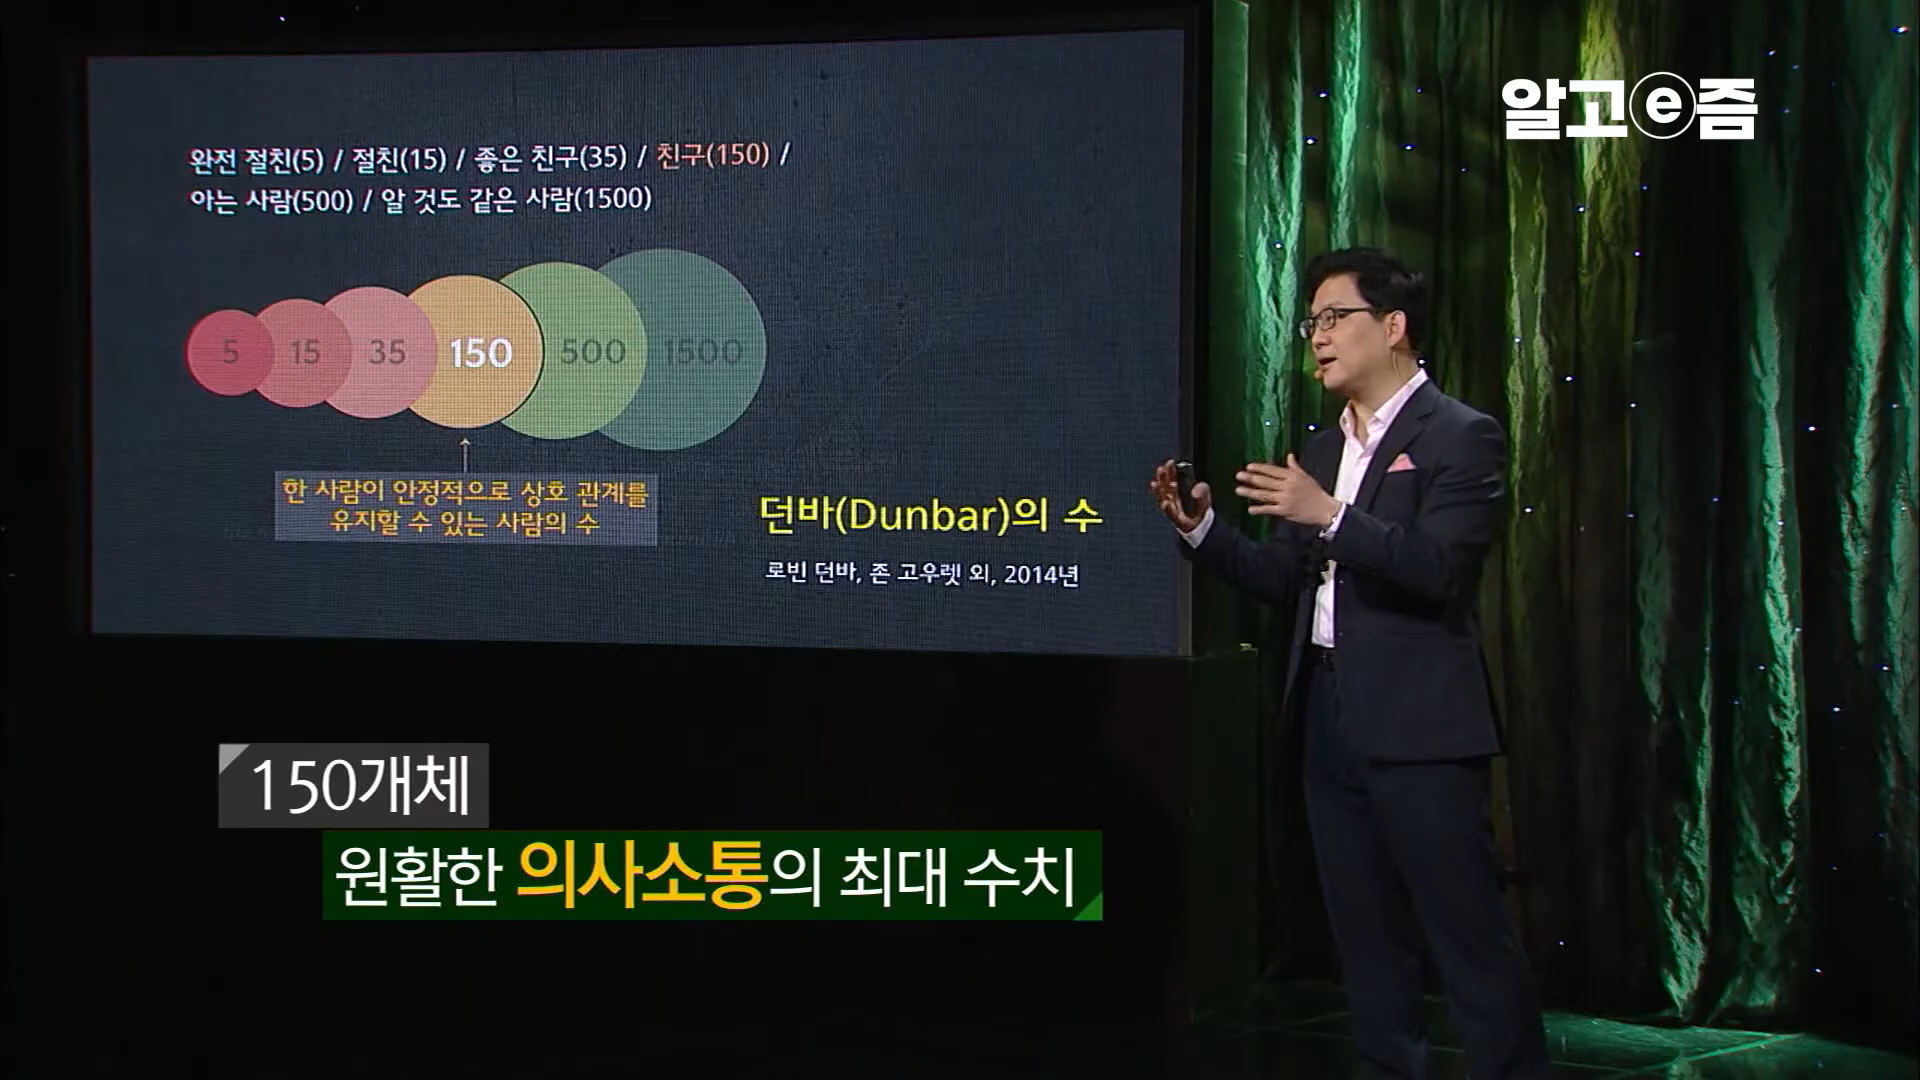 알고e즘
완전 절친(5) / 절친(15) / 좋은 친구(35) / 친구(150) /
아는 사람(500) / 알 것도 같은 사람(1500)
5 15 35 150 500 1500
한 사람이 안정적으로 상호 관계를
유지할 수 있는 사람의 수
던바(Dunbar)의 수
로빈 던바, 존 고우렛 외, 2014년
150개체
원활한 의사소통의 최대 수치